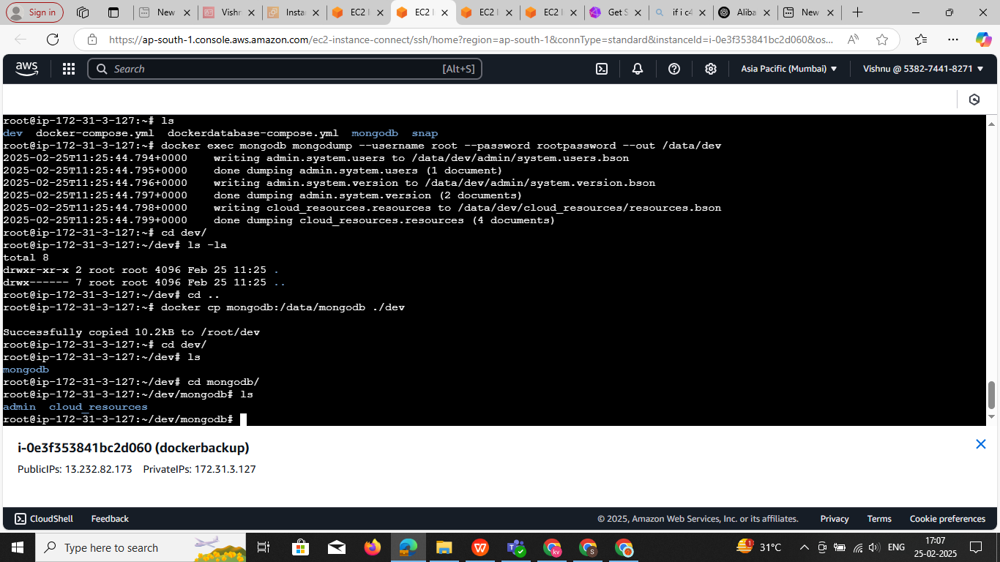 Sign in
New
Vishr
Insta
EC2 I
EC2 I
EC2 I
EC2 I
Get S
if i c4
Aliba
New
https://ap-south-1.console.aws.amazon.com/ec2-instance-connect/ssh/home?region=ap-south-1&connType=standard&instanceId=i-0e3f353841bc2d060&os...
aws
Search
[Alt+S]
Asia Pacific (Mumbai)
Vishnu @ 5382-7441-8271
root@ip-172-31-3-127:~# ls
dev  docker-compose.yml  dockerdatabase-compose.yml  mongodb  snap
root@ip-172-31-3-127:~# docker exec mongodb mongodump --username root --password rootpassword --out /data/dev
2025-02-25T11:25:44.794+0000    writing admin.system.users to /data/dev/admin/system.users.bson
2025-02-25T11:25:44.795+0000    done dumping admin.system.users (1 document)
2025-02-25T11:25:44.796+0000    writing admin.system.version to /data/dev/admin/system.version.bson
2025-02-25T11:25:44.797+0000    done dumping admin.system.version (2 documents)
2025-02-25T11:25:44.798+0000    writing cloud_resources.resources to /data/dev/cloud_resources/resources.bson
2025-02-25T11:25:44.799+0000    done dumping cloud_resources.resources (4 documents)
root@ip-172-31-3-127:~# cd dev/
root@ip-172-31-3-127:~/dev# ls -la
total 8
drwxr-xr-x 2 root root 4096 Feb 25 11:25 .
drwx------ 7 root root 4096 Feb 25 11:25 ..
root@ip-172-31-3-127:~/dev# cd ..
root@ip-172-31-3-127:~# docker cp mongodb:/data/mongodb ./dev
Successfully copied 10.2kB to /root/dev
root@ip-172-31-3-127:~# cd dev/
root@ip-172-31-3-127:~/dev# ls
mongodb
root@ip-172-31-3-127:~/dev# cd mongodb/
root@ip-172-31-3-127:~/dev/mongodb# ls
admin  cloud_resources
root@ip-172-31-3-127:~/dev/mongodb#
i-0e3f353841bc2d060 (dockerbackup)
PublicIPs: 13.232.82.173    PrivateIPs: 172.31.3.127
CloudShell
Feedback
© 2025, Amazon Web Services, Inc. or its affiliates.
Privacy
Terms
Cookie preferences
Type here to search
31°C
ENG
17:07
25-02-2025